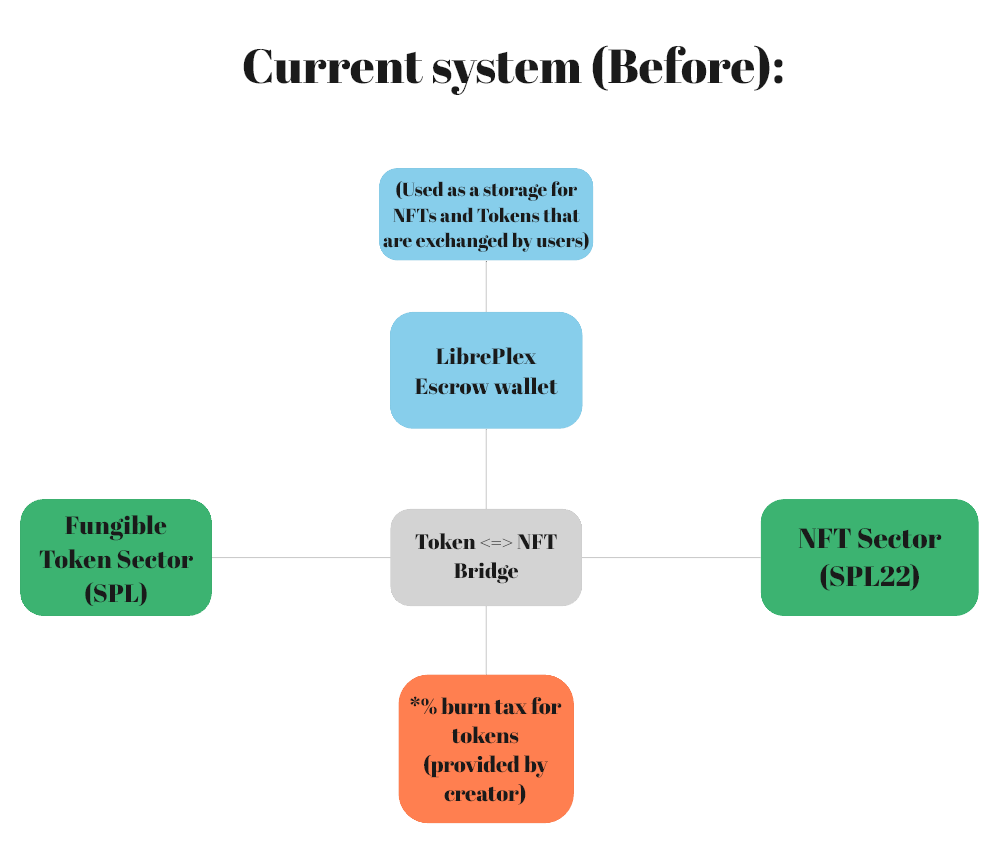 Current system (Before):
(Used as a storage for
NFTs and Tokens that
are exchanged by users)
LibrePlex
Escrow wallet
Fungible
Token Sector
(SPL)
Token <=> NFT
Bridge
NFT Sector
(SPL22)
*% burn tax for
tokens
(provided by
creator)